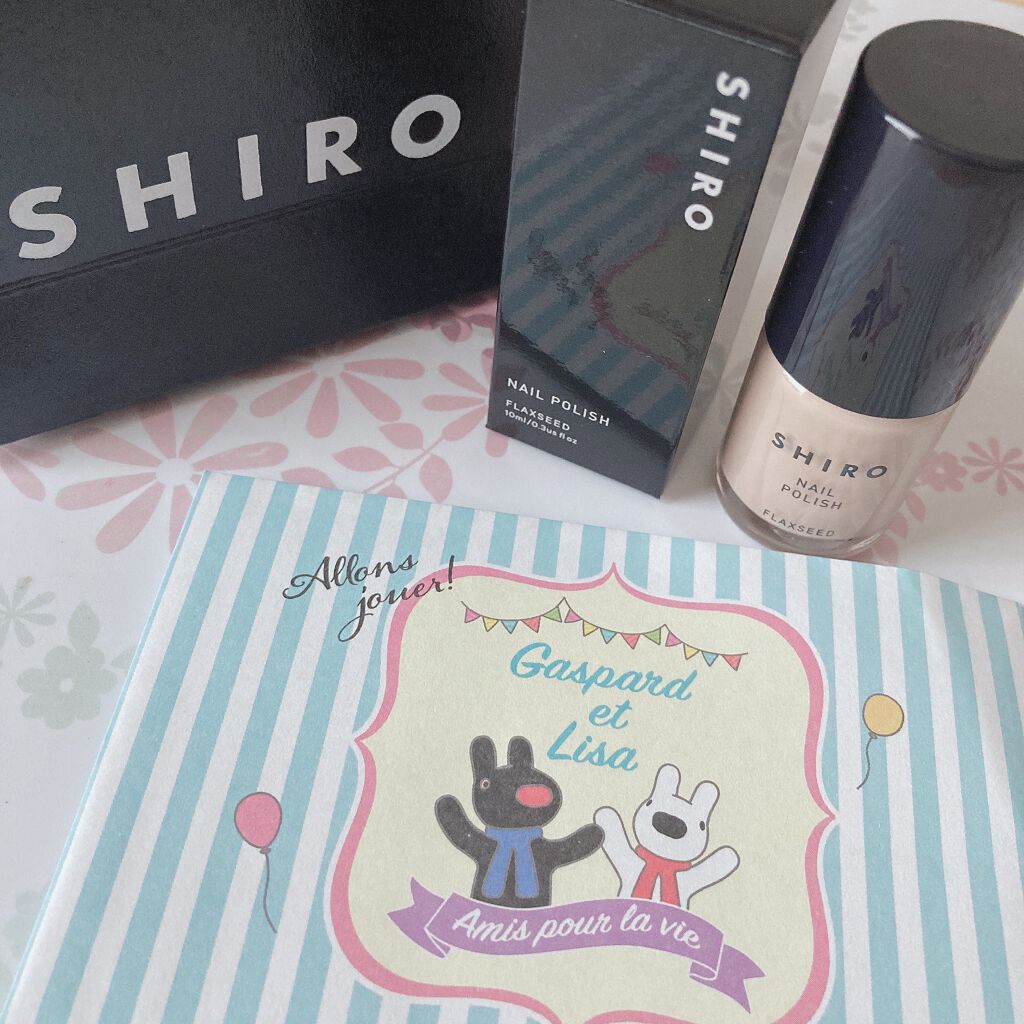 SHIRO
SHIRO
NAIL POLISH
FLAXSEED
10ml/0.3us fl oz
SHIRO
NAIL
POLISH
FLAXSEED
Allons
jouer!
Gaspard
et
Lisa
Amis pour la vie